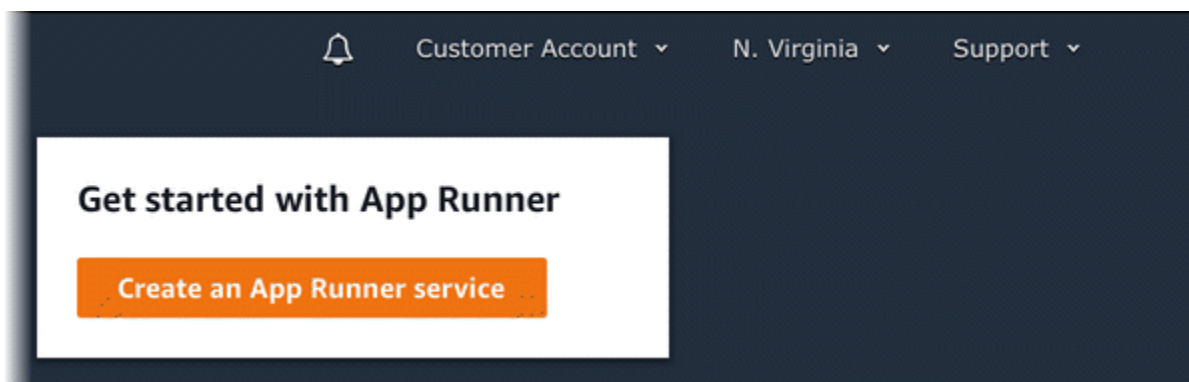 Customer Account N. Virginia Support
Get started with App Runner
Create an App Runner service